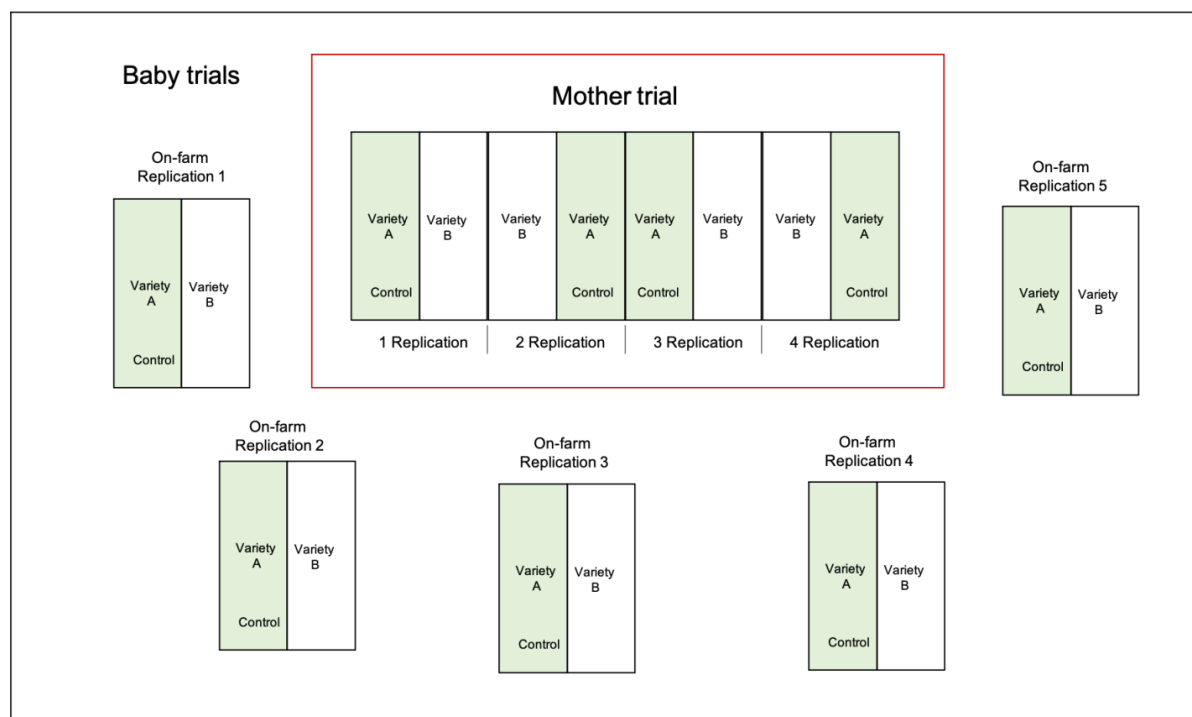 Baby trials
Mother trial
On-farm
Replication 1
Variety
A
Control
Variety
B
Variety
A
Control
Variety
B
Variety
B
Variety
A
Control
Variety
A
Control
Variety
B
Variety
B
Variety
A
Control
1 Replication
2 Replication
3 Replication
4 Replication
On-farm
Replication 5
Variety
A
Control
Variety
B
On-farm
Replication 2
Variety
A
Control
Variety
B
On-farm
Replication 3
Variety
A
Control
Variety
B
On-farm
Replication 4
Variety
A
Control
Variety
B